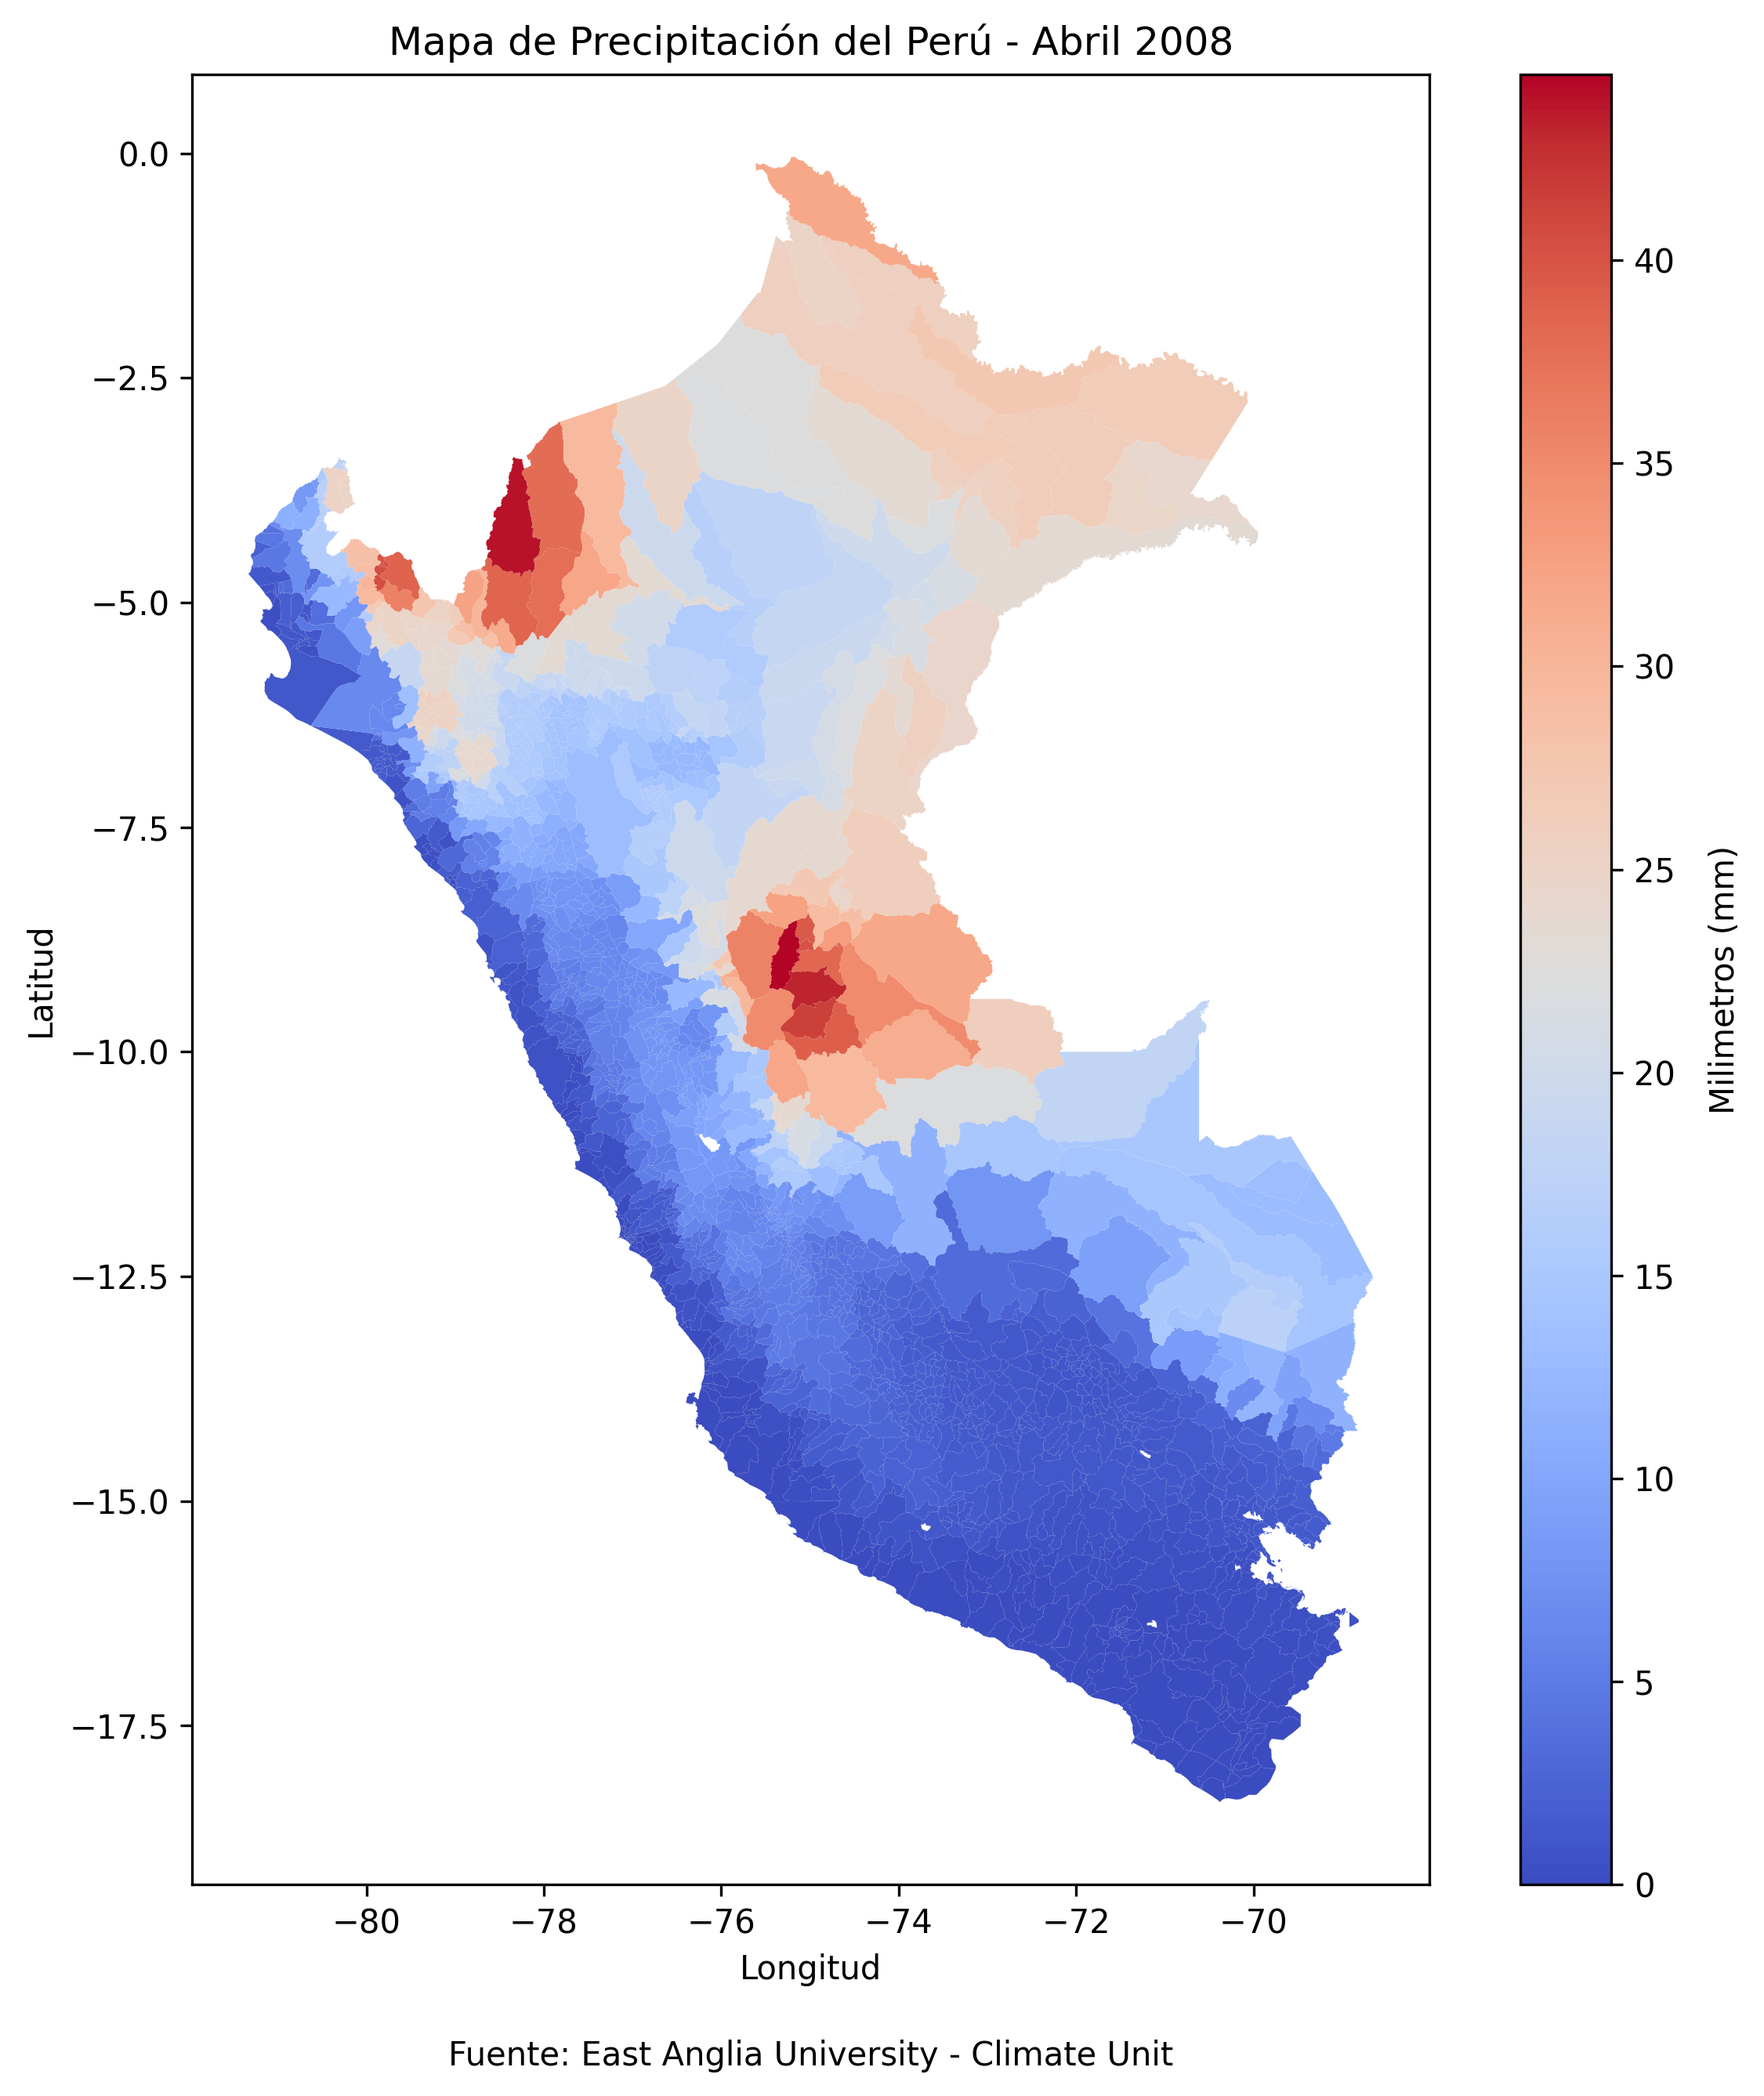 Mapa de Precipitación del Perú - Abril 2008
0.0
−2.5
−5.0
−7.5
−10.0
−12.5
−15.0
−17.5
Latitud
−80 −78 −76 −74 −72 −70
Longitud
40
35
30
25
20
15
10
5
0
Milimetros (mm)
Fuente: East Anglia University - Climate Unit